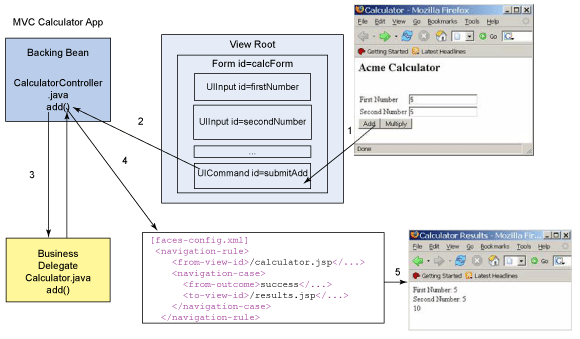 MVC Calculator App
Backing Bean
CalculatorController
.java
add()
3
Business
Delegate
Calculator.java
add()
2
4
View Root
Form id=calcForm
UIInput id=firstNumber
UIInput id=secondNumber
...
UICommand id=submitAdd
1
Calculator - Mozilla Firefox
File Edit View Go Bookmarks Tools Help
Go
Getting Started Latest Headlines
Acme Calculator
First Number 5
Second Number 5
Add Multiply
Done
[faces-config.xml]
<navigation-rule>
<from-view-id>/calculator.jsp</...>
<navigation-case>
<from-outcome>success</...>
<to-view-id>/results.jsp</...>
</navigation-case>
</navigation-rule>
5
Calculator Results - Mozilla Fire...
File Edit View Go Bookmarks Tools Help
Go
Getting Started Latest Headlines
First Number: 5
Second Number: 5
10